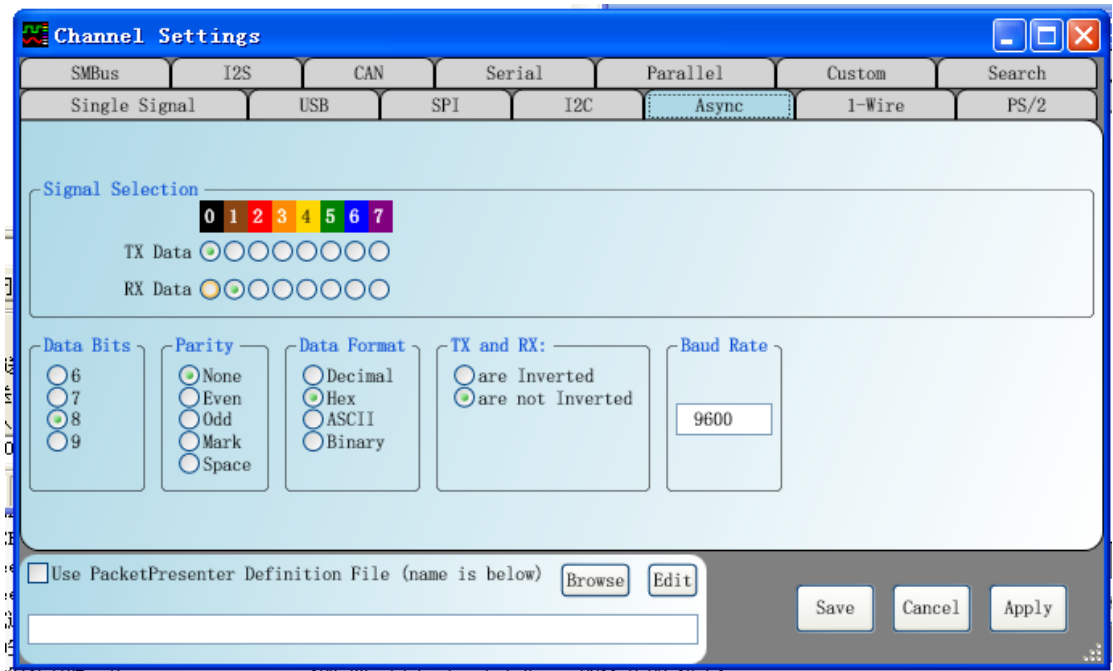 Channel Settings
SMBus I2S CAN Serial Parallel Custom Search
Single Signal USB SPI I2C Async 1-Wire PS/2
Signal Selection
0 1 2 3 4 5 6 7
TX Data
RX Data
Data Bits
6
7
8
9
Parity
None
Even
Odd
Mark
Space
Data Format
Decimal
Hex
ASCII
Binary
TX and RX:
are Inverted
are not Inverted
Baud Rate
9600
Use PacketPresenter Definition File (name is below) Browse Edit
Save Cancel Apply